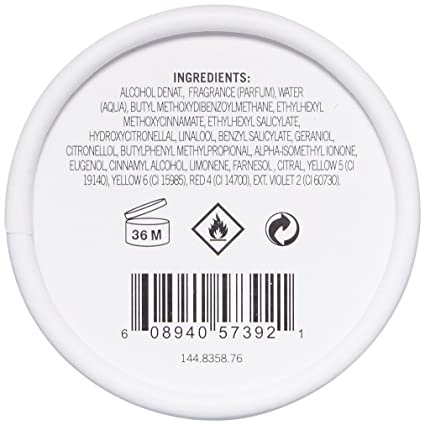 INGREDIENTS:
ALCOHOL DENAT., FRAGRANCE (PARFUM), WATER
(AQUA), BUTYL METHOXYDIBENZOYLMETHANE, ETHYLHEXYL
METHOXYCINNAMATE, ETHYLHEXYL SALICYLATE,
HYDROXYCITRONELLAL, LINALOOL, BENZYL SALICYLATE, GERANIOL,
CITRONELLOL, BUTYLPHENYL METHYLPROPIONAL, ALPHA-ISOMETHYL IONONE,
EUGENOL, CINNAMYL ALCOHOL, LIMONENE, FARNESOL , CITRAL, YELLOW 5 (CI
19140), YELLOW 6 (CI 15985), RED 4 (CI 14700), EXT. VIOLET 2 (CI 60730).
36 M
6 08940 57392 1
144.8358.76